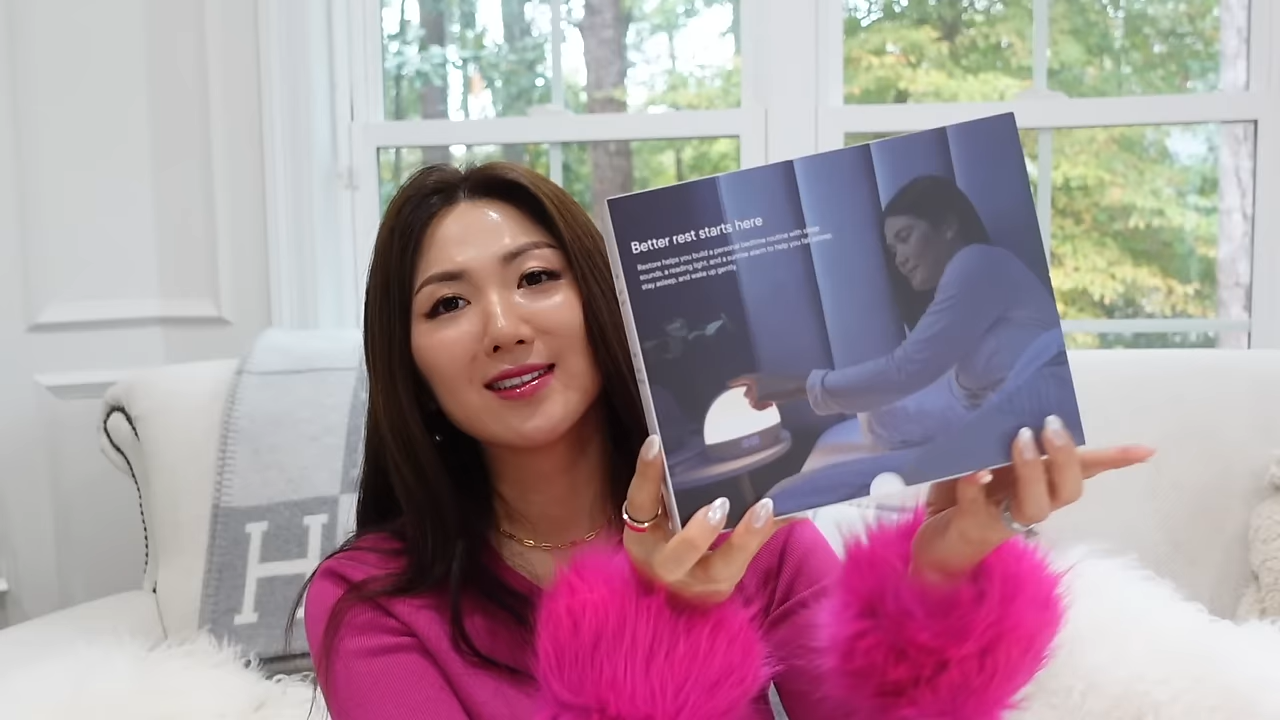 Better rest starts here
Restore helps you build a personal bedtime routine with sleep
sounds, a reading light, and a sunrise alarm to help you fall asleep,
stay asleep, and wake up gently.
H